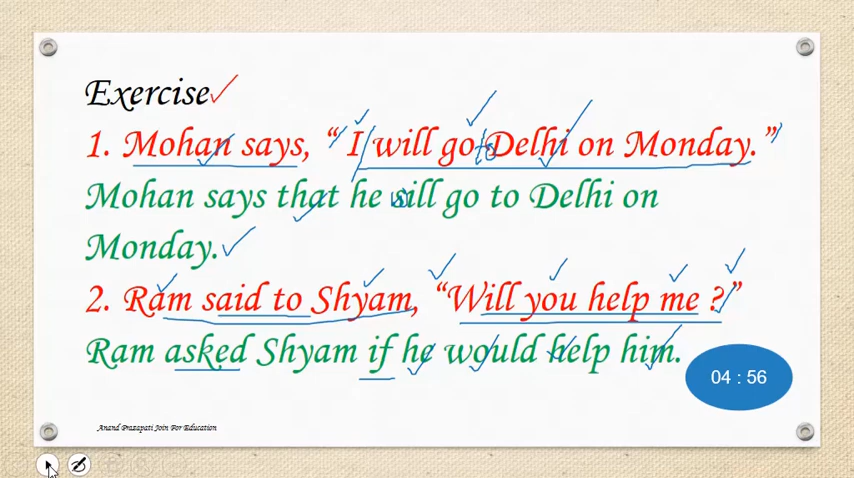 Exercise
1. Mohan says, “I will go to Delhi on Monday.”
Mohan says that he will go to Delhi on
Monday.
2. Ram said to Shyam, “Will you help me ?”
Ram asked Shyam if he would help him.
04 : 56
Anand Prazapati Join For Education